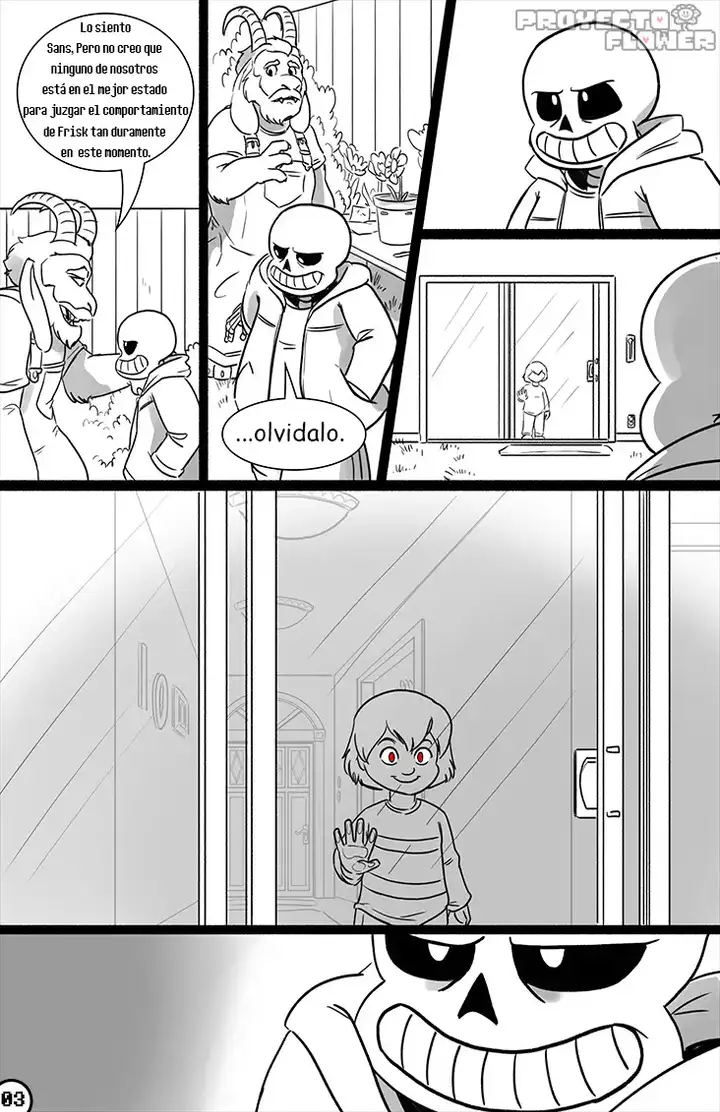 PROYECTO
FLOWER
Lo siento
Sans, Pero no creo que
ninguno de nosotros
está en el mejor estado
para juzgar el comportamiento
de Frisk tan duramente
en este momento.
...olvidalo.
03